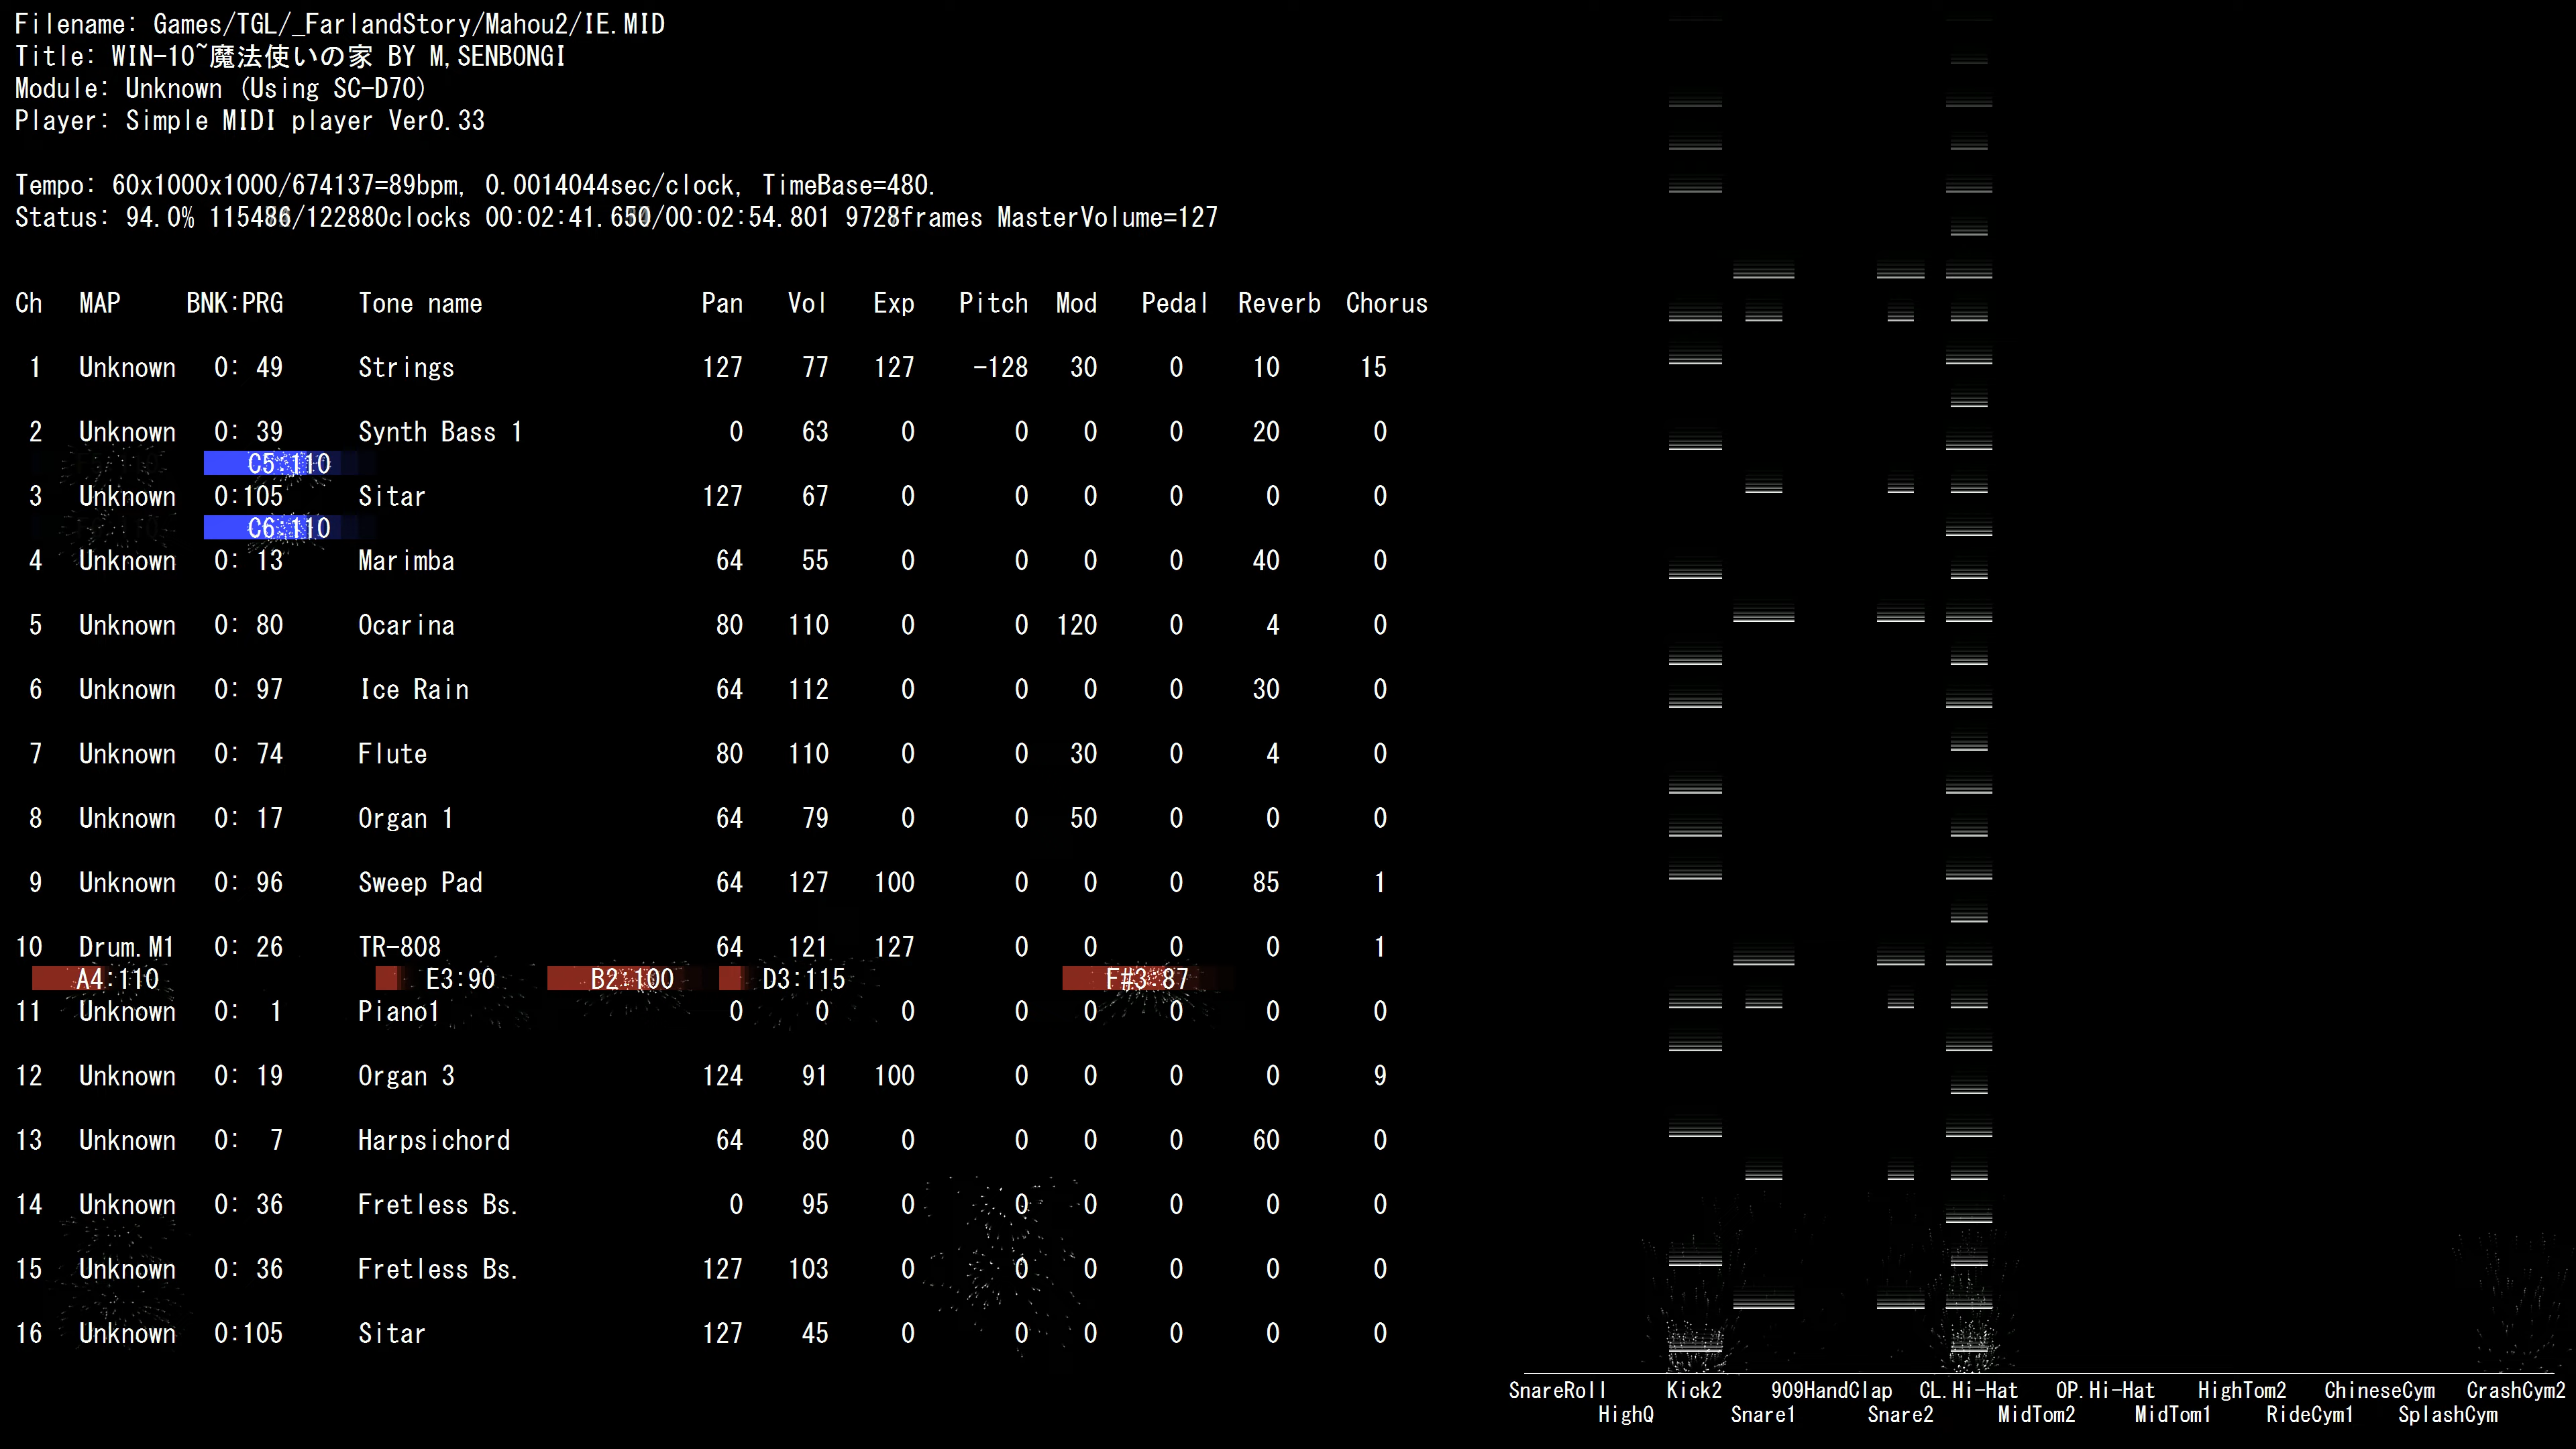 Filename: Games/TGL/_FarlandStory/Mahou2/IE.MID
Title: WIN-10~魔法使いの家 BY M,SENBONGI
Module: Unknown (Using SC-D70)
Player: Simple MIDI player Ver0.33
Tempo: 60x1000x1000/674137=89bpm, 0.0014044sec/clock, TimeBase=480.
Status: 94.0% /122880clocks /00:02:54.801 MasterVolume=127
Ch MAP BNK:PRG Tone name Pan Vol Exp Pitch Mod Pedal Reverb Chorus
1 Unknown 0: 49 Strings 127 77 127 -128 30 0 10 15
2 Unknown 0: 39 Synth Bass 1 0 63 0 0 0 0 20 0
C5:110
3 Unknown 0:105 Sitar 127 67 0 0 0 0 0 0
C6:110
4 Unknown 0: 13 Marimba 64 55 0 0 0 0 40 0
5 Unknown 0: 80 Ocarina 80 110 0 0 120 0 4 0
6 Unknown 0: 97 Ice Rain 64 112 0 0 0 0 30 0
7 Unknown 0: 74 Flute 80 110 0 0 30 0 4 0
8 Unknown 0: 17 Organ 1 64 79 0 0 50 0 0 0
9 Unknown 0: 96 Sweep Pad 64 127 100 0 0 0 85 1
10 Drum.M1 0: 26 TR-808 64 121 127 0 0 0 0 1
A4:110 E3:90 B2:100 D3:115 F#3:87
11 Unknown 0: 1 Piano1 0 0 0 0 0 0 0 0
12 Unknown 0: 19 Organ 3 124 91 100 0 0 0 0 9
13 Unknown 0: 7 Harpsichord 64 80 0 0 0 0 60 0
14 Unknown 0: 36 Fretless Bs. 0 95 0 0 0 0 0 0
15 Unknown 0: 36 Fretless Bs. 127 103 0 0 0 0 0 0
16 Unknown 0:105 Sitar 127 45 0 0 0 0 0 0
SnareRoll Kick2 909HandClap CL.Hi-Hat OP.Hi-Hat HighTom2 ChineseCym CrashCym2
HighQ Snare1 Snare2 MidTom2 MidTom1 RideCym1 SplashCym